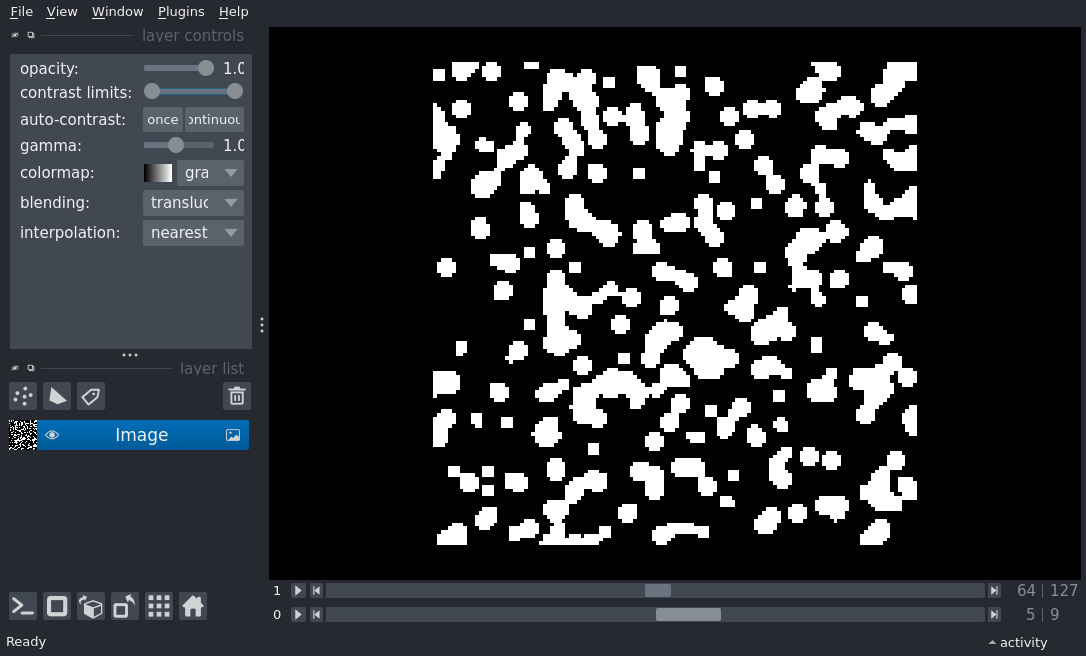 File View Window Plugins Help
layer controls
opacity: 1.0
contrast limits:
auto-contrast: once ontinuou
gamma: 1.0
colormap: gra
blending: transluc
interpolation: nearest
layer list
Image
1 64 | 127
0 5 | 9
Ready activity